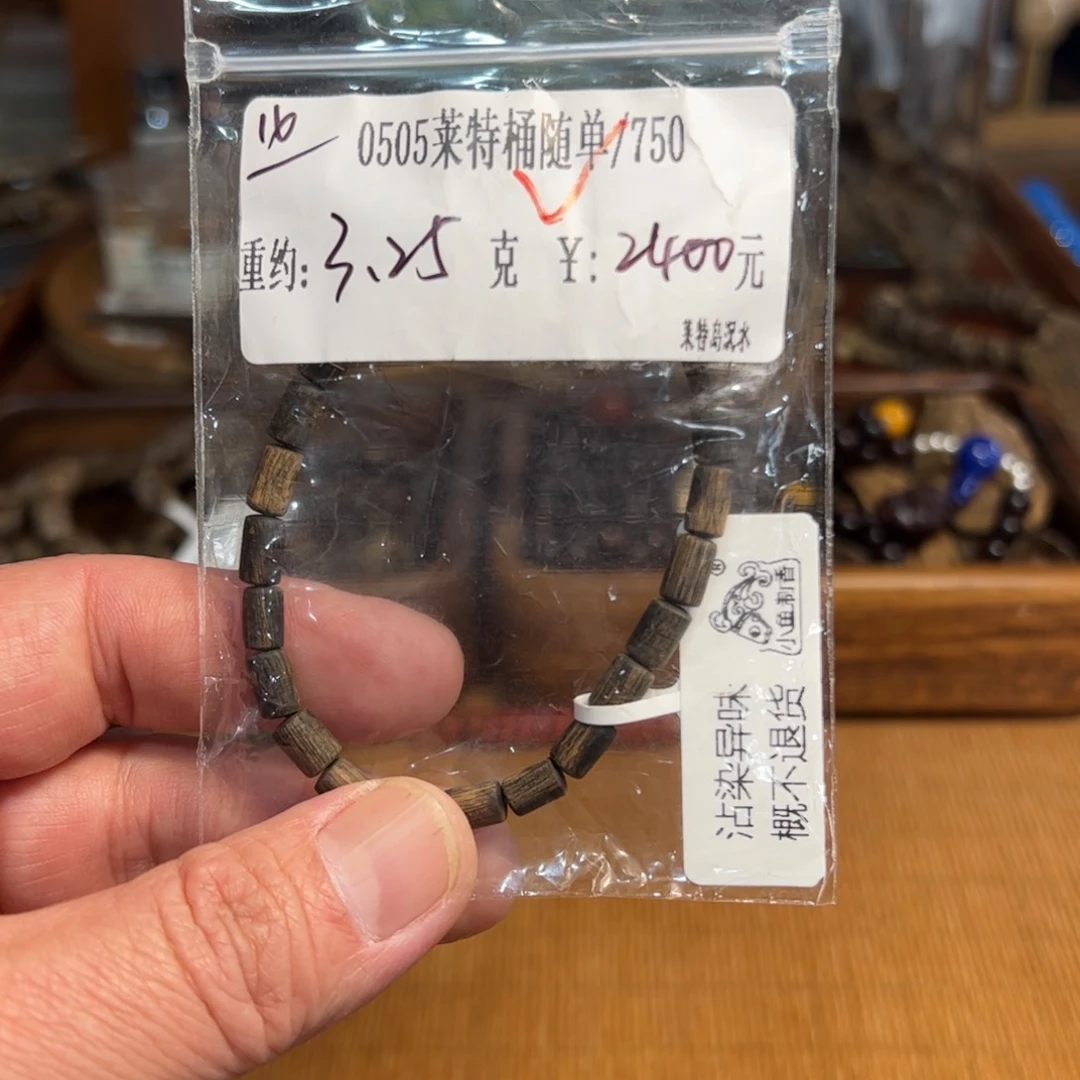 16
0505莱特桶随单/750
重约: 3.25 克 ¥: 2400元
莱特岛沉水
小鱼制香
®
沾染异味
概不退货